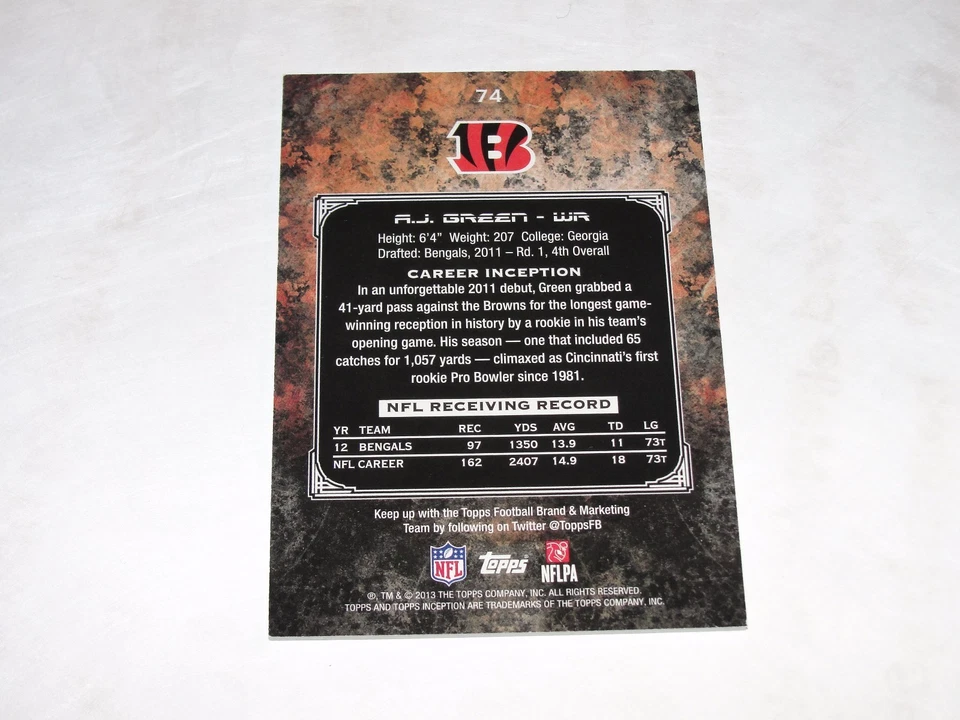 74
B
A.J. GREEN - WR
Height: 6'4" Weight: 207 College: Georgia
Drafted: Bengals, 2011 – Rd. 1, 4th Overall
CAREER INCEPTION
In an unforgettable 2011 debut, Green grabbed a
41-yard pass against the Browns for the longest game-
winning reception in history by a rookie in his team's
opening game. His season — one that included 65
catches for 1,057 yards — climaxed as Cincinnati's first
rookie Pro Bowler since 1981.
NFL RECEIVING RECORD
YR TEAM REC YDS AVG TD LG
12 BENGALS 97 1350 13.9 11 73T
NFL CAREER 162 2407 14.9 18 73T
Keep up with the Topps Football Brand & Marketing
Team by following on Twitter @ToppsFB
NFL Topps NFLPA
®, TM & © 2013 THE TOPPS COMPANY, INC. ALL RIGHTS RESERVED.
TOPPS AND TOPPS INCEPTION ARE TRADEMARKS OF THE TOPPS COMPANY, INC.